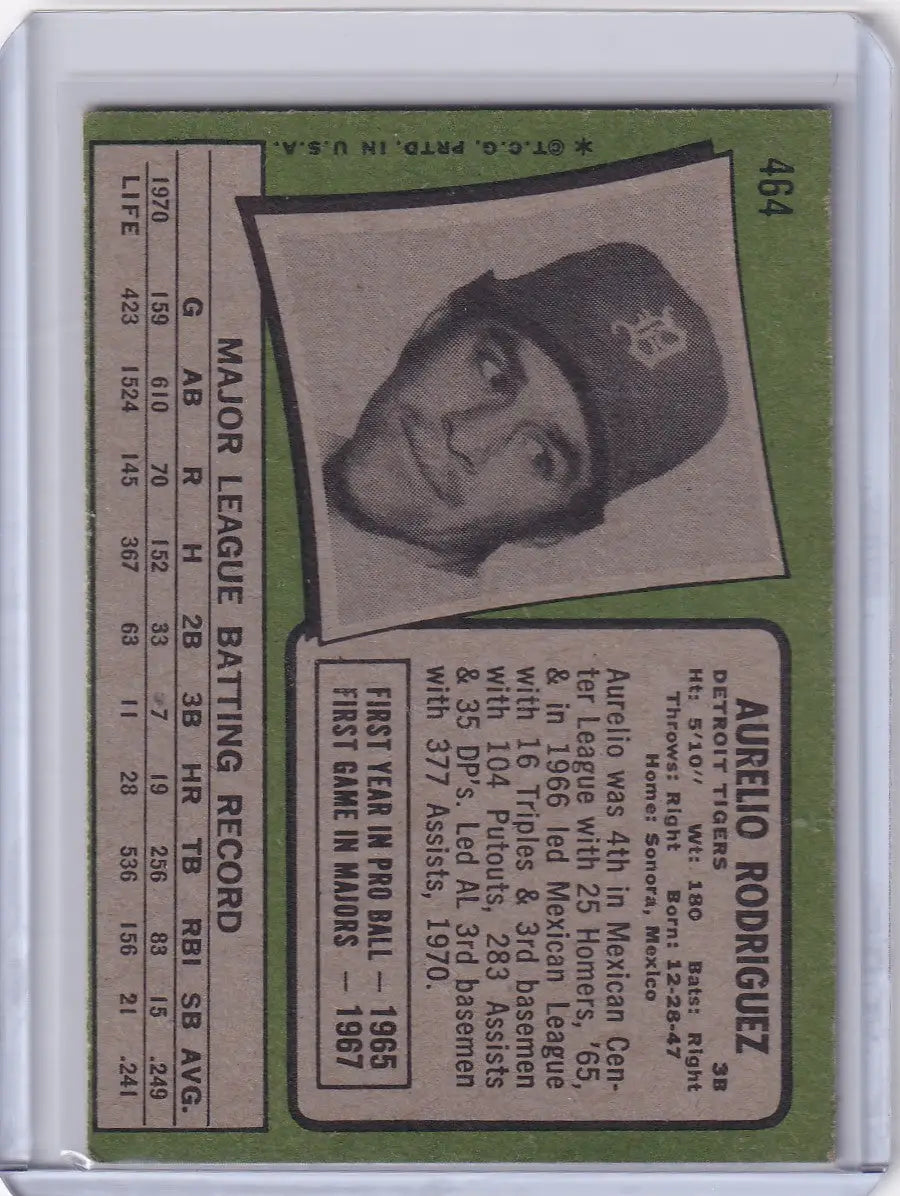 464
* ©T.C.G. PRTD. IN U.S.A.
D
AURELIO RODRIGUEZ
DETROIT TIGERS 3B
Ht: 5'10" Wt: 180 Bats: Right
Throws: Right Born: 12-28-47
Home: Sonora, Mexico
Aurelio was 4th in Mexican Cen-
ter League with 25 Homers, '65,
& in 1966 led Mexican League
with 16 Triples & 3rd basemen
with 104 Putouts, 283 Assists
& 35 DP's. Led AL 3rd basemen
with 377 Assists, 1970.
FIRST YEAR IN PRO BALL — 1965
FIRST GAME IN MAJORS — 1967
MAJOR LEAGUE BATTING RECORD
G AB R H 2B 3B HR TB RBI SB AVG.
1970 159 610 70 152 33 7 19 256 83 15 .249
LIFE 423 1524 145 367 63 11 28 536 156 21 .241